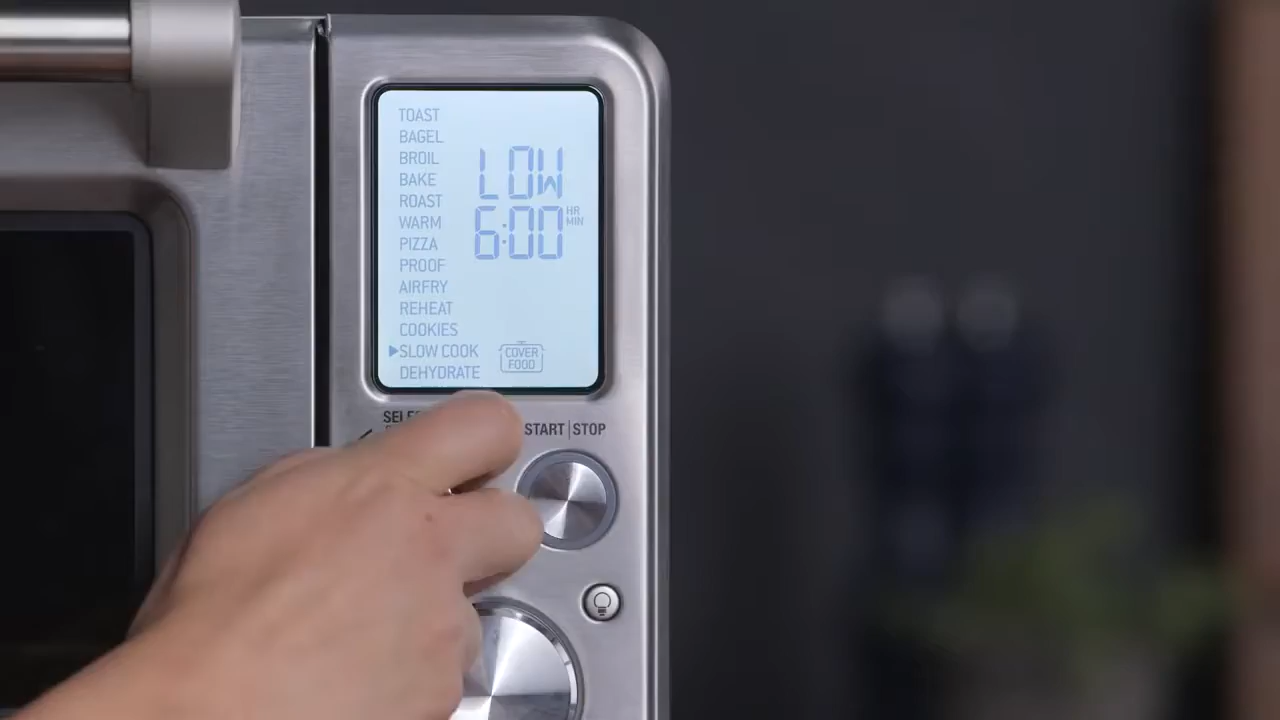 TOAST
BAGEL
BROIL
BAKE
ROAST
WARM
PIZZA
PROOF
AIRFRY
REHEAT
COOKIES
SLOW COOK
DEHYDRATE
LOW
6:00 HR
MIN
COVER
FOOD
START|STOP